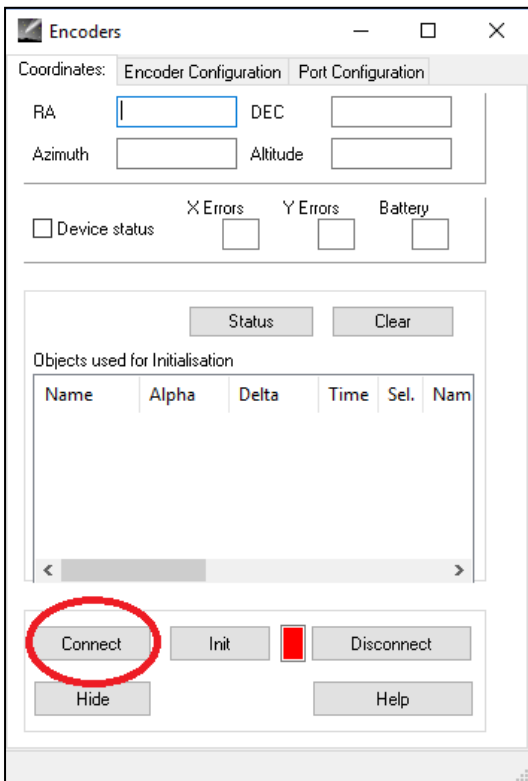 Encoders
Coordinates: Encoder Configuration Port Configuration
RA DEC
Azimuth Altitude
X Errors Y Errors Battery
Device status
Status Clear
Objects used for Initialisation
Name Alpha Delta Time Sel. Nam
Connect Init Disconnect
Hide Help